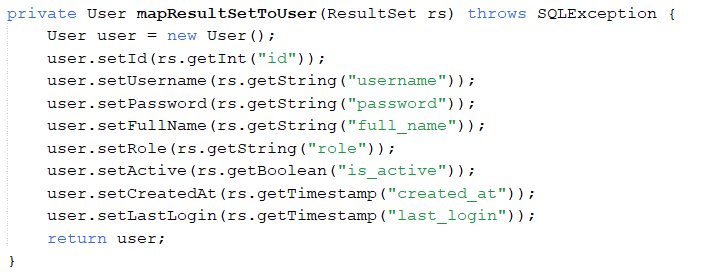 private User mapResultSetToUser(ResultSet rs) throws SQLException {
    User user = new User();
    user.setId(rs.getInt("id"));
    user.setUsername(rs.getString("username"));
    user.setPassword(rs.getString("password"));
    user.setFullName(rs.getString("full_name"));
    user.setRole(rs.getString("role"));
    user.setActive(rs.getBoolean("is_active"));
    user.setCreatedAt(rs.getTimestamp("created_at"));
    user.setLastLogin(rs.getTimestamp("last_login"));
    return user;
}